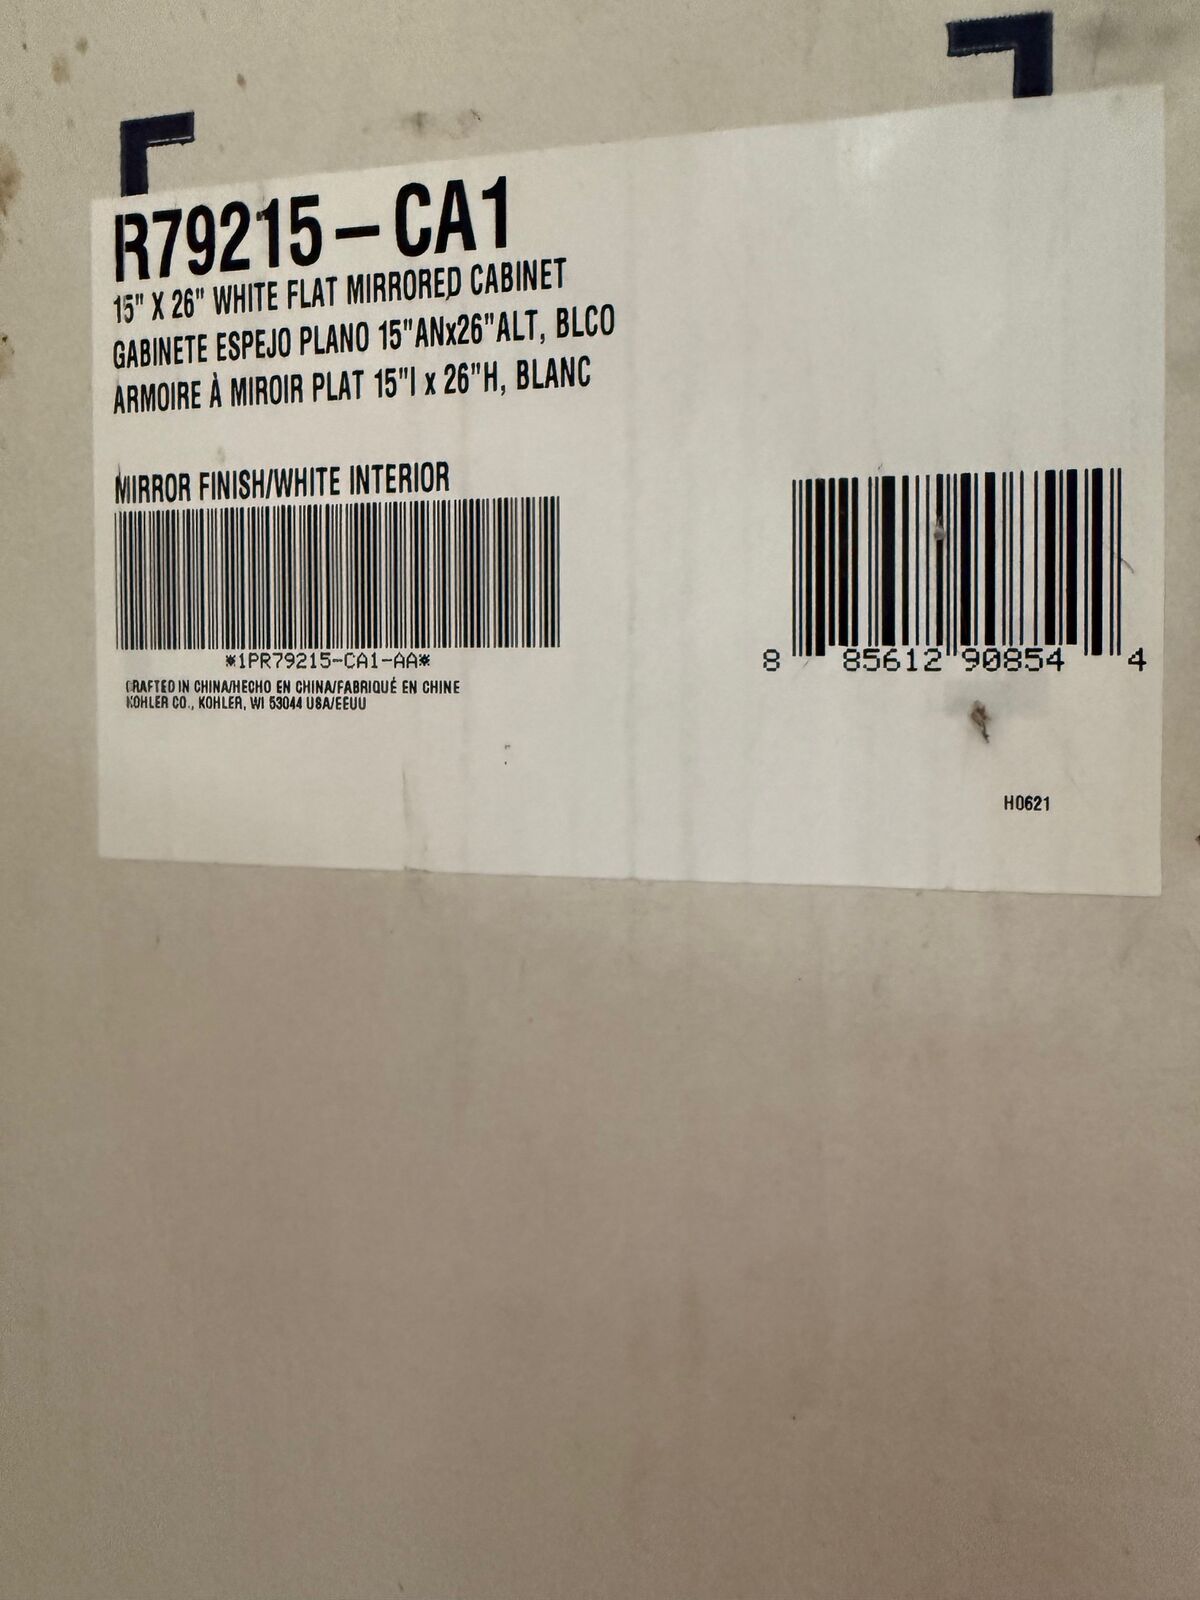 R79215-CA1
15" X 26" WHITE FLAT MIRRORED CABINET
GABINETE ESPEJO PLANO 15"ANx26"ALT, BLCO
ARMOIRE À MIROIR PLAT 15"l x 26"H, BLANC
MIRROR FINISH/WHITE INTERIOR
*1PR79215-CA1-AA*
CRAFTED IN CHINA/HECHO EN CHINA/FABRIQUÉ EN CHINE
KOHLER CO., KOHLER, WI 53044 USA/EEUU
8 85612 90854 4
H0621